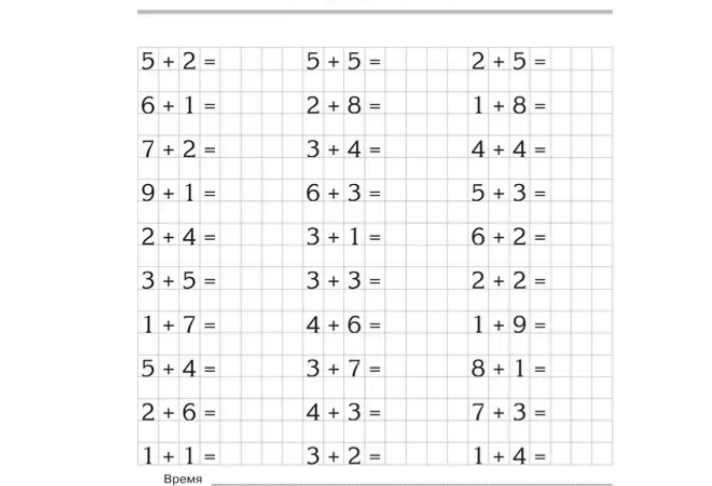 5 + 2 = 5 + 5 = 2 + 5 =
6 + 1 = 2 + 8 = 1 + 8 =
7 + 2 = 3 + 4 = 4 + 4 =
9 + 1 = 6 + 3 = 5 + 3 =
2 + 4 = 3 + 1 = 6 + 2 =
3 + 5 = 3 + 3 = 2 + 2 =
1 + 7 = 4 + 6 = 1 + 9 =
5 + 4 = 3 + 7 = 8 + 1 =
2 + 6 = 4 + 3 = 7 + 3 =
1 + 1 = 3 + 2 = 1 + 4 =
Время